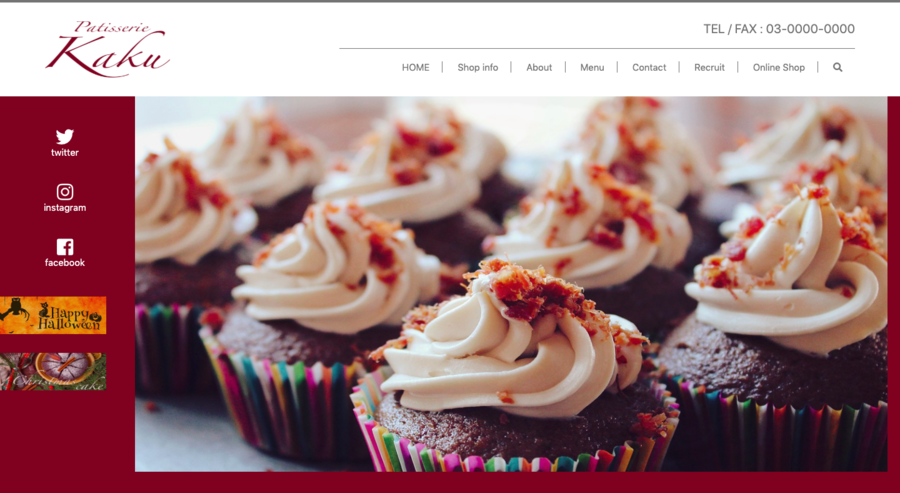 Patisserie
Kaku
TEL / FAX : 03-0000-0000
HOME
Shop info
About
Menu
Contact
Recruit
Online Shop
twitter
instagram
facebook
Happy
Halloween
Christmas
cake